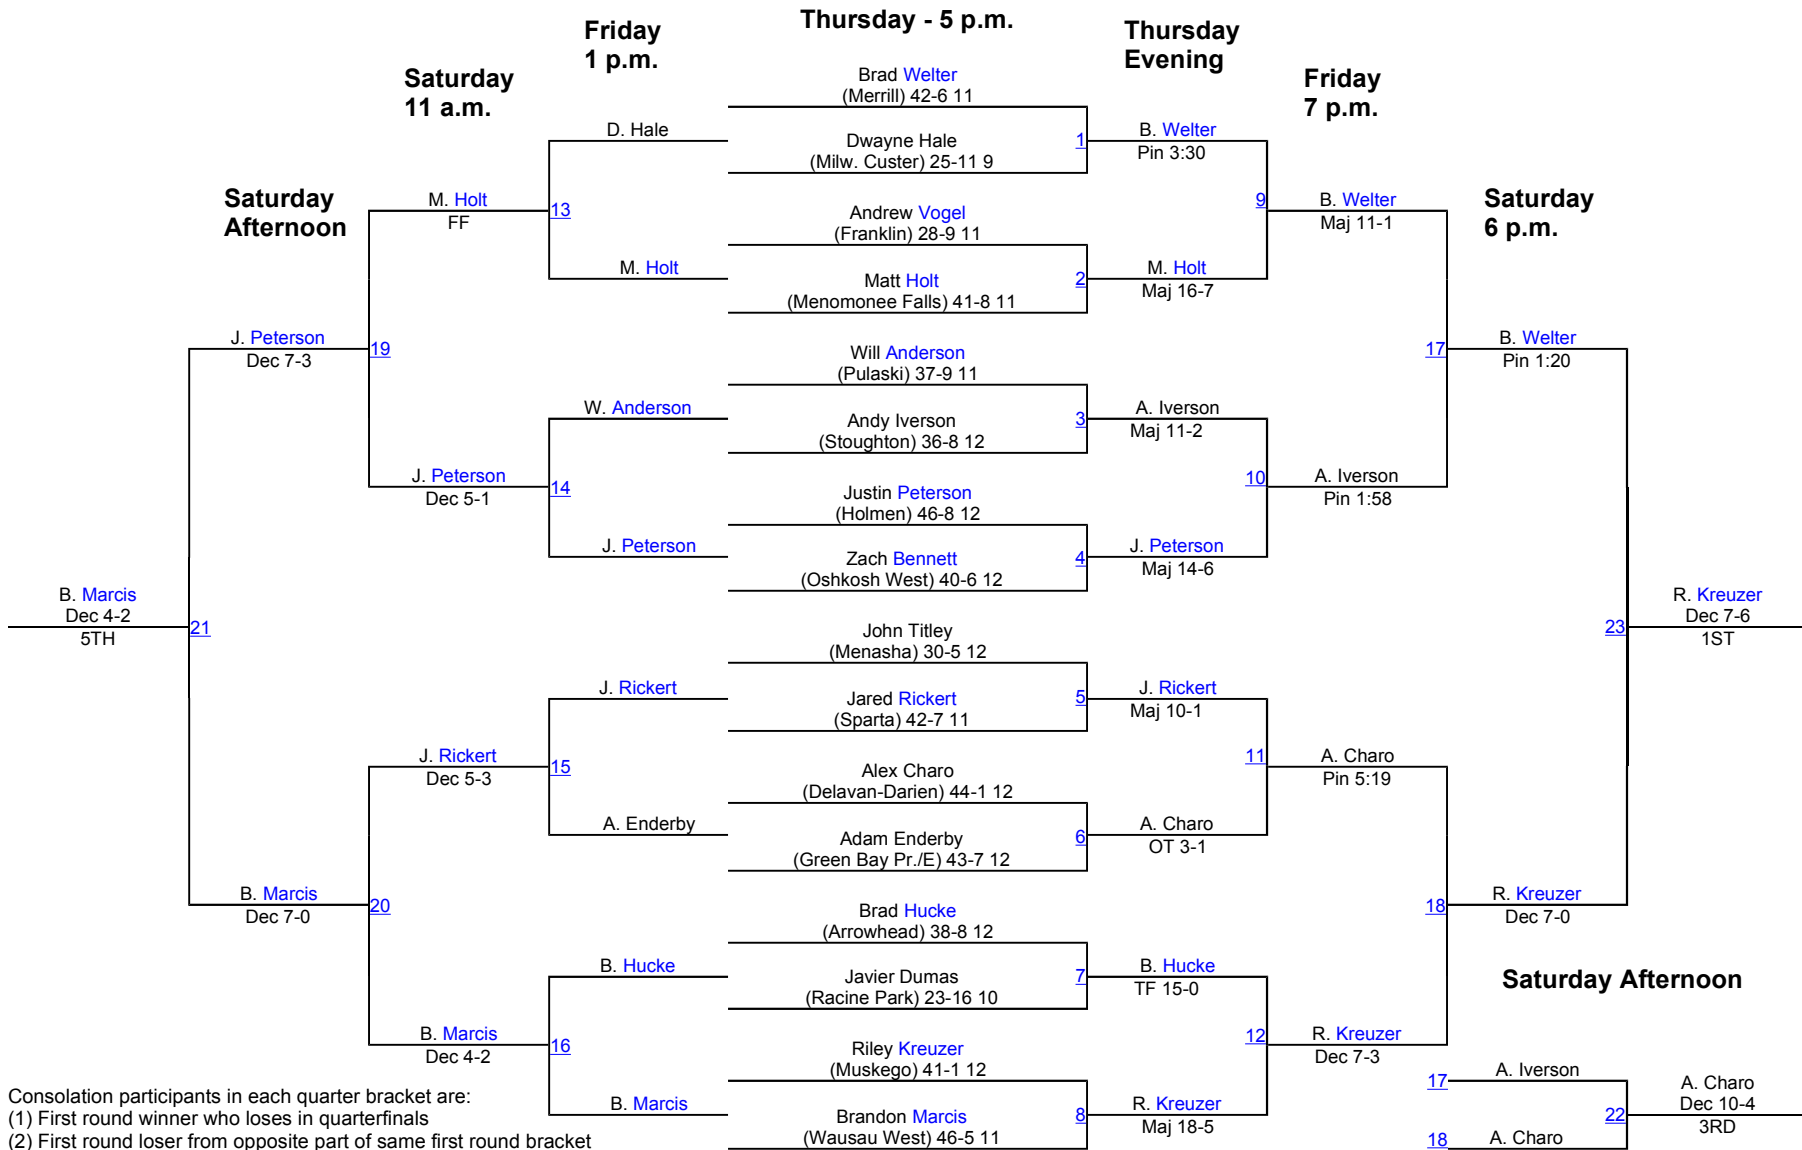 Thursday - 5 p.m.
Friday
1 p.m.
Thursday
Evening
Saturday
11 a.m.
Friday
7 p.m.
Saturday
Afternoon
Saturday
6 p.m.
Brad Welter
(Merrill) 42-6 11
D. Hale
1
B. Welter
Dwayne Hale
(Milw. Custer) 25-11 9
Pin 3:30
M. Holt
FF
13
Andrew Vogel
(Franklin) 28-9 11
9
B. Welter
Maj 11-1
M. Holt
Matt Holt
(Menomonee Falls) 41-8 11
2
M. Holt
Maj 16-7
J. Peterson
Dec 7-3
19
Will Anderson
(Pulaski) 37-9 11
17
B. Welter
Pin 1:20
W. Anderson
Andy Iverson
(Stoughton) 36-8 12
3
A. Iverson
Maj 11-2
J. Peterson
Dec 5-1
14
Justin Peterson
(Holmen) 46-8 12
10
A. Iverson
Pin 1:58
J. Peterson
Zach Bennett
(Oshkosh West) 40-6 12
4
J. Peterson
Maj 14-6
B. Marcis
Dec 4-2
5TH
21
John Titley
(Menasha) 30-5 12
23
R. Kreuzer
Dec 7-6
1ST
J. Rickert
Jared Rickert
(Sparta) 42-7 11
5
J. Rickert
Maj 10-1
J. Rickert
Dec 5-3
15
Alex Charo
(Delavan-Darien) 44-1 12
11
A. Charo
Pin 5:19
A. Enderby
Adam Enderby
(Green Bay Pr./E) 43-7 12
6
A. Charo
OT 3-1
B. Marcis
Dec 7-0
20
Brad Hucke
(Arrowhead) 38-8 12
18
R. Kreuzer
Dec 7-0
B. Hucke
Javier Dumas
(Racine Park) 23-16 10
7
B. Hucke
TF 15-0
Saturday Afternoon
B. Marcis
Dec 4-2
16
Riley Kreuzer
(Muskego) 41-1 12
12
R. Kreuzer
Dec 7-3
B. Marcis
Brandon Marcis
(Wausau West) 46-5 11
8
R. Kreuzer
Maj 18-5
17
A. Iverson
18
A. Charo
22
A. Charo
Dec 10-4
3RD
Consolation participants in each quarter bracket are:
(1) First round winner who loses in quarterfinals
(2) First round loser from opposite part of same first round bracket